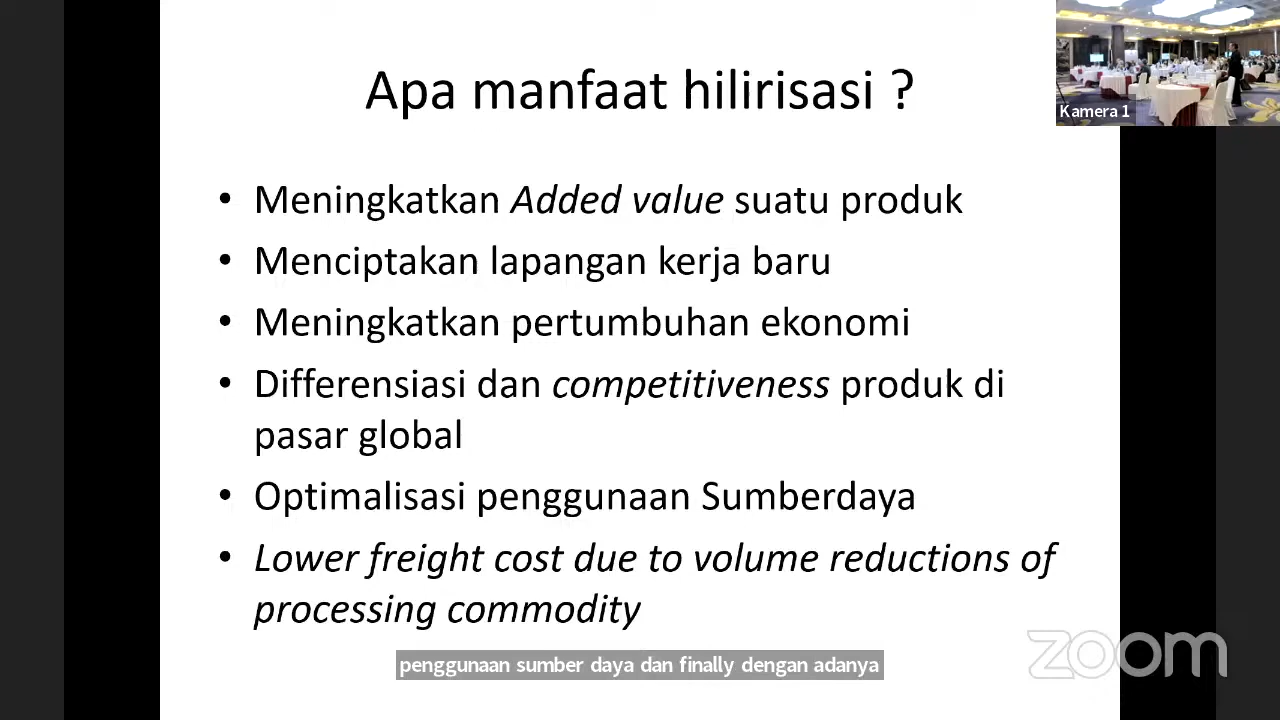 Apa manfaat hilirisasi ?
Kamera 1
• Meningkatkan Added value suatu produk
• Menciptakan lapangan kerja baru
• Meningkatkan pertumbuhan ekonomi
• Differensiasi dan competitiveness produk di
pasar global
• Optimalisasi penggunaan Sumberdaya
• Lower freight cost due to volume reductions of
processing commodity
zoom
penggunaan sumber daya dan finally dengan adanya